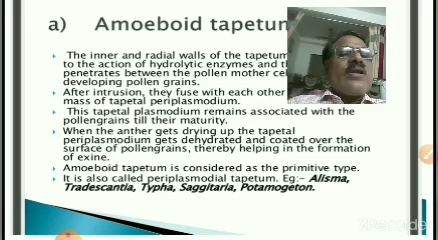 a) Amoeboid tapetum
The inner and radial walls of the tapetum
to the action of hydrolytic enzymes and
penetrates between the pollen mother
developing pollen grains.
After intrusion, they fuse with each other
mass of tapetal periplasmodium.
This tapetal plasmodium remains associated with the
pollengrains till their maturity.
When the anther gets drying up the tapetal
periplasmodium gets dehydrated and coated over the
surface of pollengrains, thereby helping in the formation
of exine.
Amoeboid tapetum is considered as the primitive type.
It is also called periplasmodial tapetum. Eg:- Alisma,
Tradescantia, Typha, Saggitaria, Potamogeton.